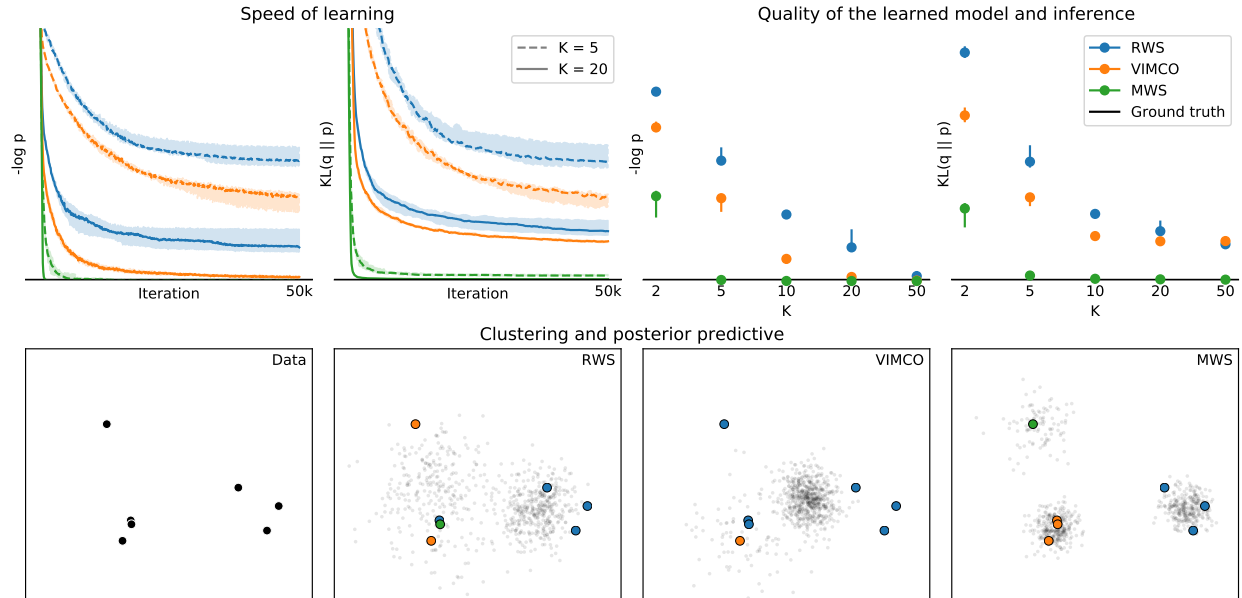 Speed of learning
Quality of the learned model and inference
-log p
K = 5
K = 20
Iteration
50k
KL(q || p)
Iteration
50k
-log p
2
5
10
20
50
K
KL(q || p)
RWS
VIMCO
MWS
Ground truth
2
5
10
20
50
K
Clustering and posterior predictive
Data
RWS
VIMCO
MWS